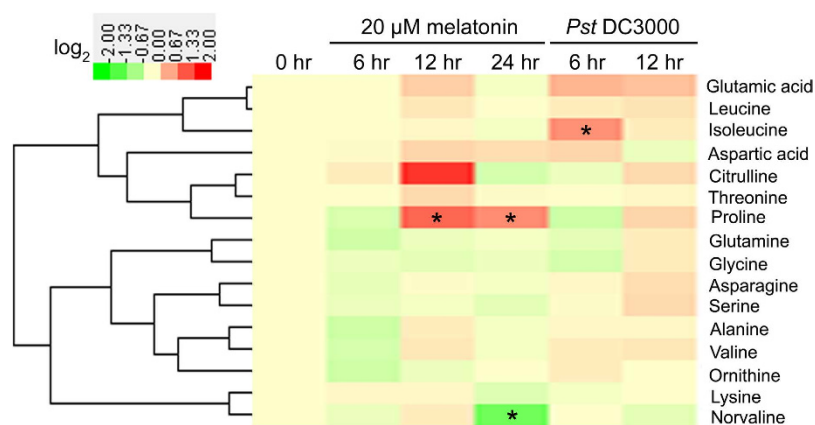 -2.00
-1.33
-0.67
0.00
0.67
1.33
2.00
log2
20 µM melatonin Pst DC3000
0 hr 6 hr 12 hr 24 hr 6 hr 12 hr
Glutamic acid
Leucine
* Isoleucine
Aspartic acid
Citrulline
Threonine
* * Proline
Glutamine
Glycine
Asparagine
Serine
Alanine
Valine
Ornithine
Lysine
* Norvaline